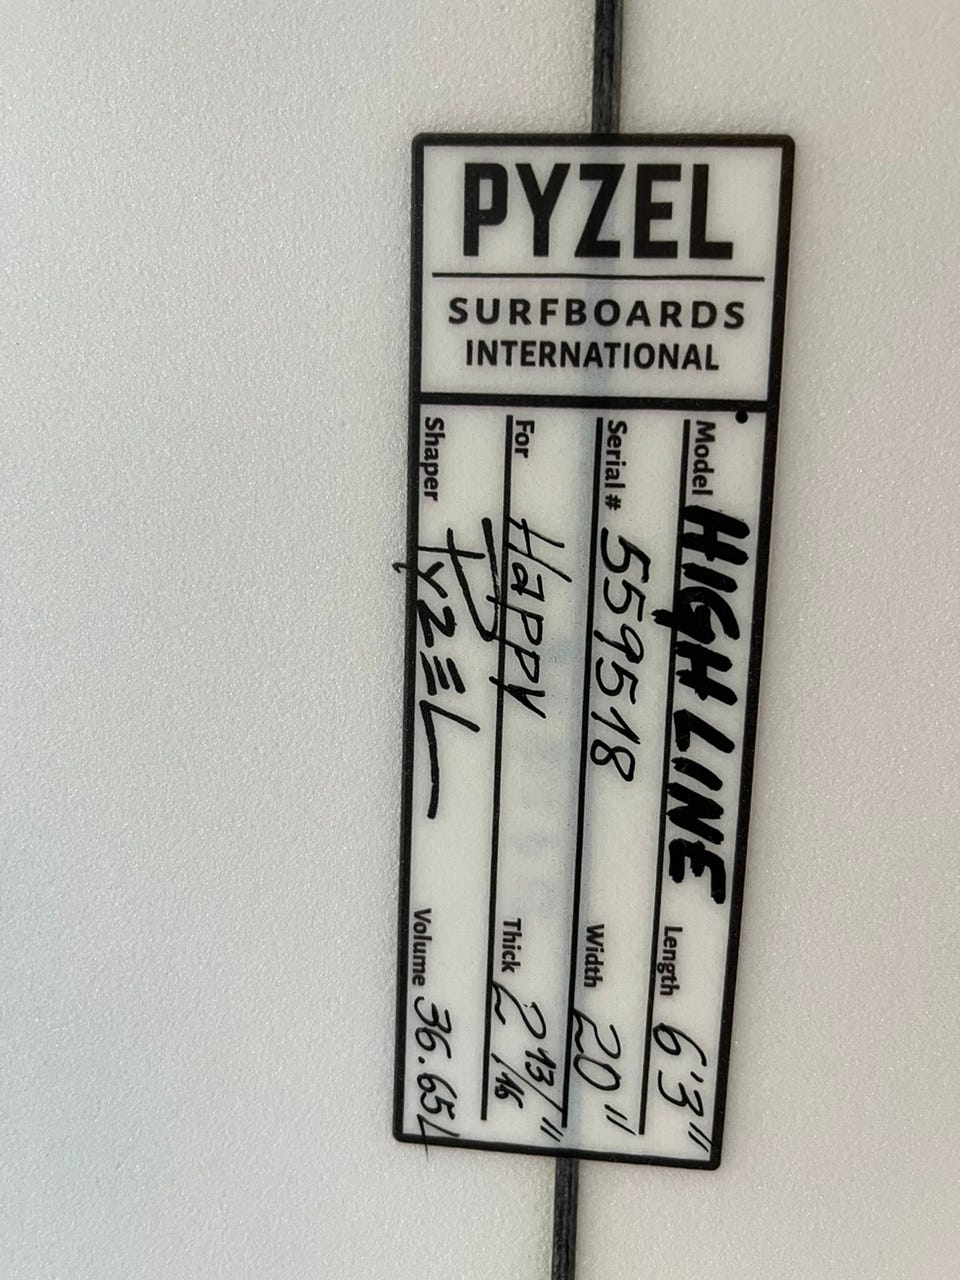 PYZEL
SURFBOARDS
INTERNATIONAL
Model HIGHLINE Length 6'3"
Serial # 559518 Width 20"
For Happy Thick 2 13/16"
Shaper PYZEL Volume 36.65L